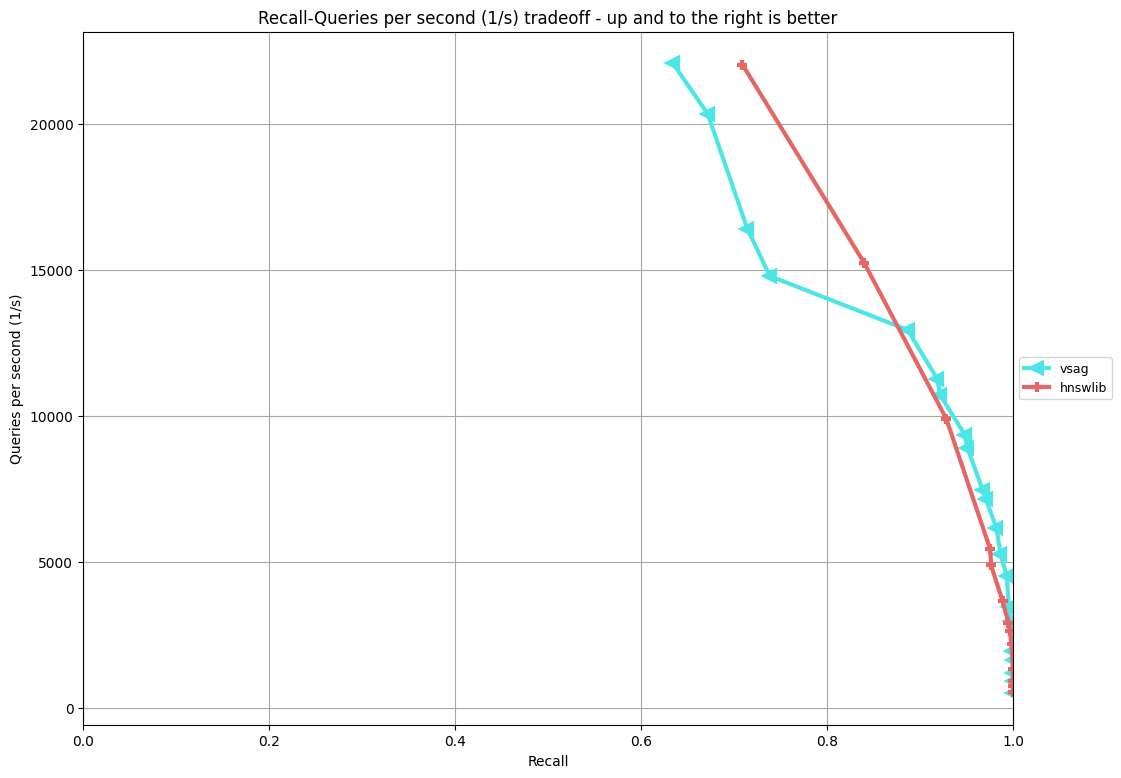 Recall-Queries per second (1/s) tradeoff - up and to the right is better
Queries per second (1/s)
20000
15000
10000
5000
0
0.0
0.2
0.4
0.6
0.8
1.0
Recall
vsag
hnswlib